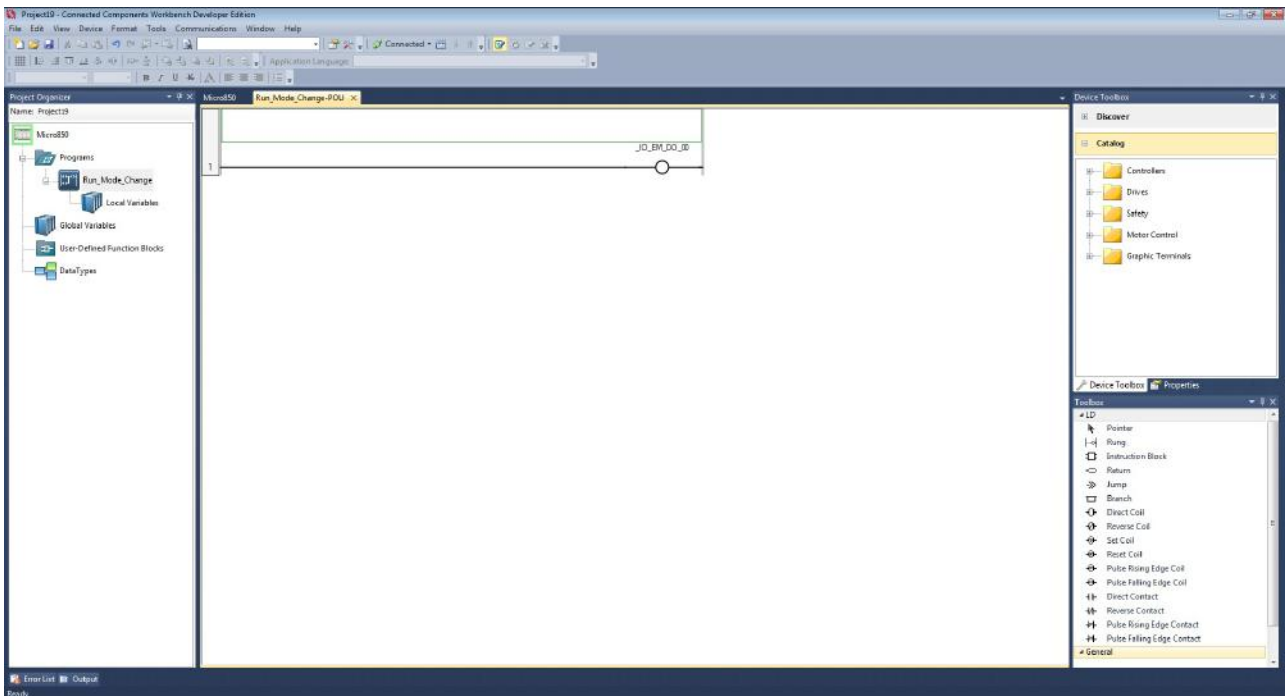 Project19 - Connected Components Workbench Developer Edition
File Edit View Device Format Tools Communications Window Help
Connected
Application Language
B I U
Project Organizer
Name: Project19
Micro850
Programs
Run_Mode_Change
Local Variables
Global Variables
User-Defined Function Blocks
DataTypes
Micro850 Run_Mode_Change-POU
_IO_EM_DO_00
1
Device Toolbox
Discover
Catalog
Controllers
Drives
Safety
Motor Control
Graphic Terminals
Device Toolbox Properties
Toolbox
LD
Pointer
Rung
Instruction Block
Return
Jump
Branch
Direct Coil
Reverse Coil
Set Coil
Reset Coil
Pulse Rising Edge Coil
Pulse Falling Edge Coil
Direct Contact
Reverse Contact
Pulse Rising Edge Contact
Pulse Falling Edge Contact
General
Error List Output
Ready